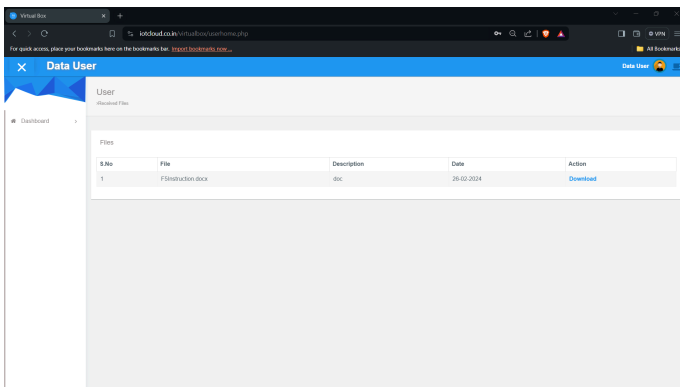 Virtual Box
iotcloud.co.in/virtualbox/userhome.php
VPN
For quick access, place your bookmarks here on the bookmarks bar. Import bookmarks now ...
All Bookmarks
Data User
Data User
User
/Received Files
Dashboard
Files
S.No File Description Date Action
1 F5Instruction.docx doc 26-02-2024 Download